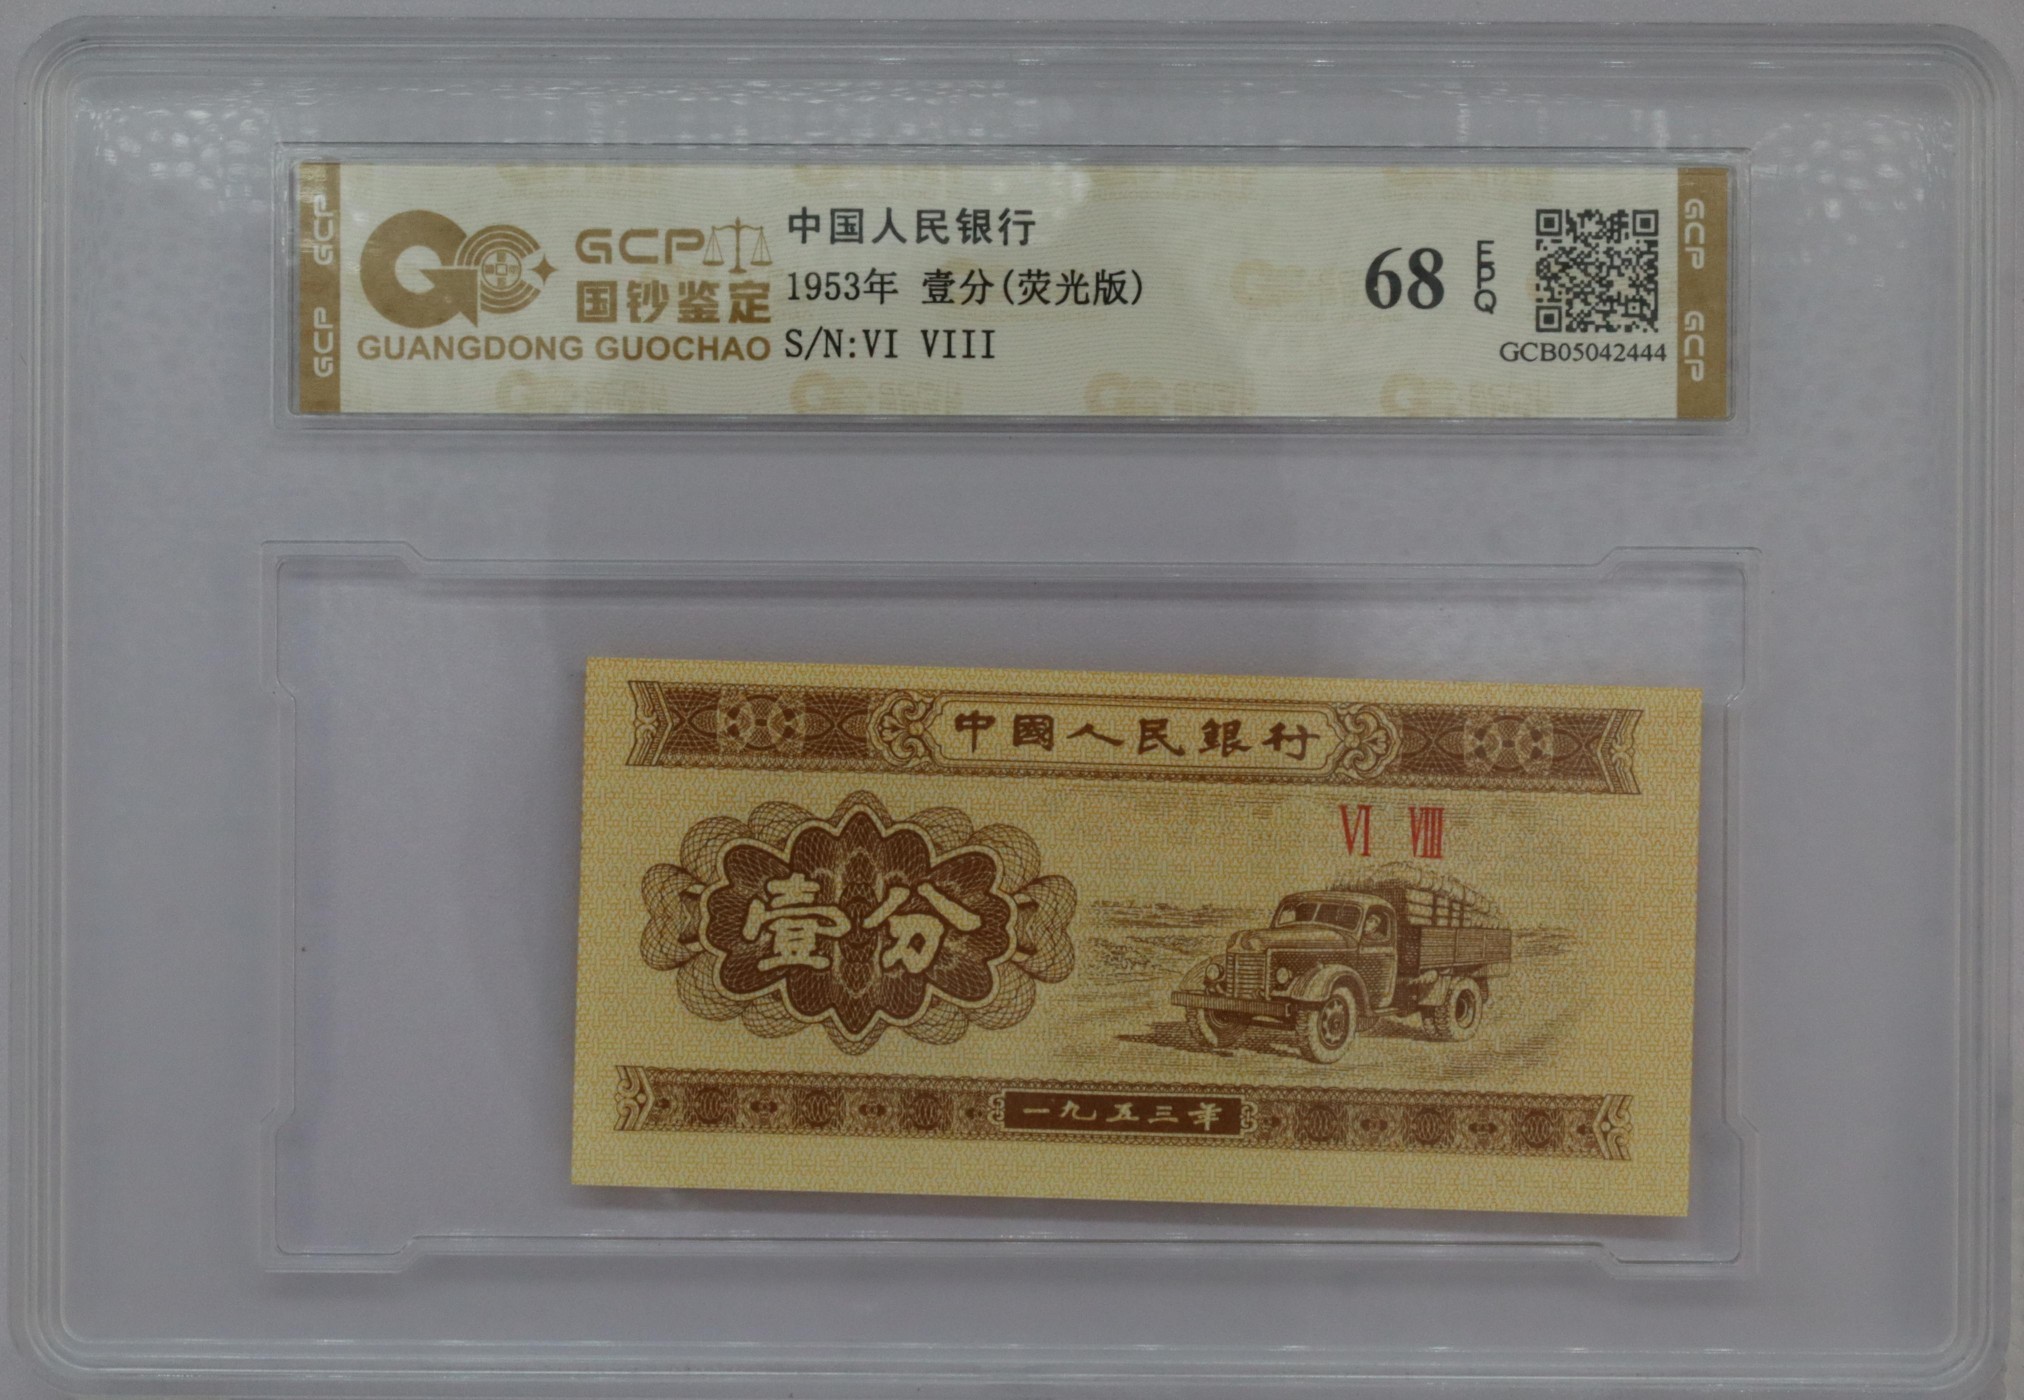 GCP
国钞鉴定
GUANGDONG GUOCHAO
中国人民银行
1953年 壹分(荧光版)
S/N:VI VIII
68
EPQ
GCB05042444
GCP GCP
GCP GCP
中國人民銀行
VI VIII
壹分
一九五三年